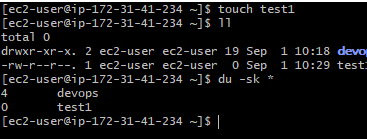 [ec2-user@ip-172-31-41-234 ~]$ touch test1
[ec2-user@ip-172-31-41-234 ~]$ ll
total 0
drwxr-xr-x. 2 ec2-user ec2-user 19 Sep  1 10:18 devop
-rw-r--r--. 1 ec2-user ec2-user  0 Sep  1 10:29 test
[ec2-user@ip-172-31-41-234 ~]$ du -sk *
4       devops
0       test1
[ec2-user@ip-172-31-41-234 ~]$